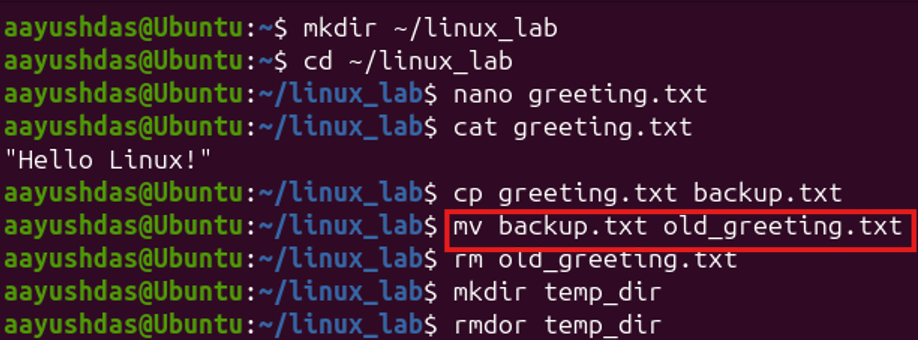 aayushdas@Ubuntu:~$ mkdir ~/linux_lab
aayushdas@Ubuntu:~$ cd ~/linux_lab
aayushdas@Ubuntu:~/linux_lab$ nano greeting.txt
aayushdas@Ubuntu:~/linux_lab$ cat greeting.txt
"Hello Linux!"
aayushdas@Ubuntu:~/linux_lab$ cp greeting.txt backup.txt
aayushdas@Ubuntu:~/linux_lab$ mv backup.txt old_greeting.txt
aayushdas@Ubuntu:~/linux_lab$ rm old_greeting.txt
aayushdas@Ubuntu:~/linux_lab$ mkdir temp_dir
aayushdas@Ubuntu:~/linux_lab$ rmdor temp_dir